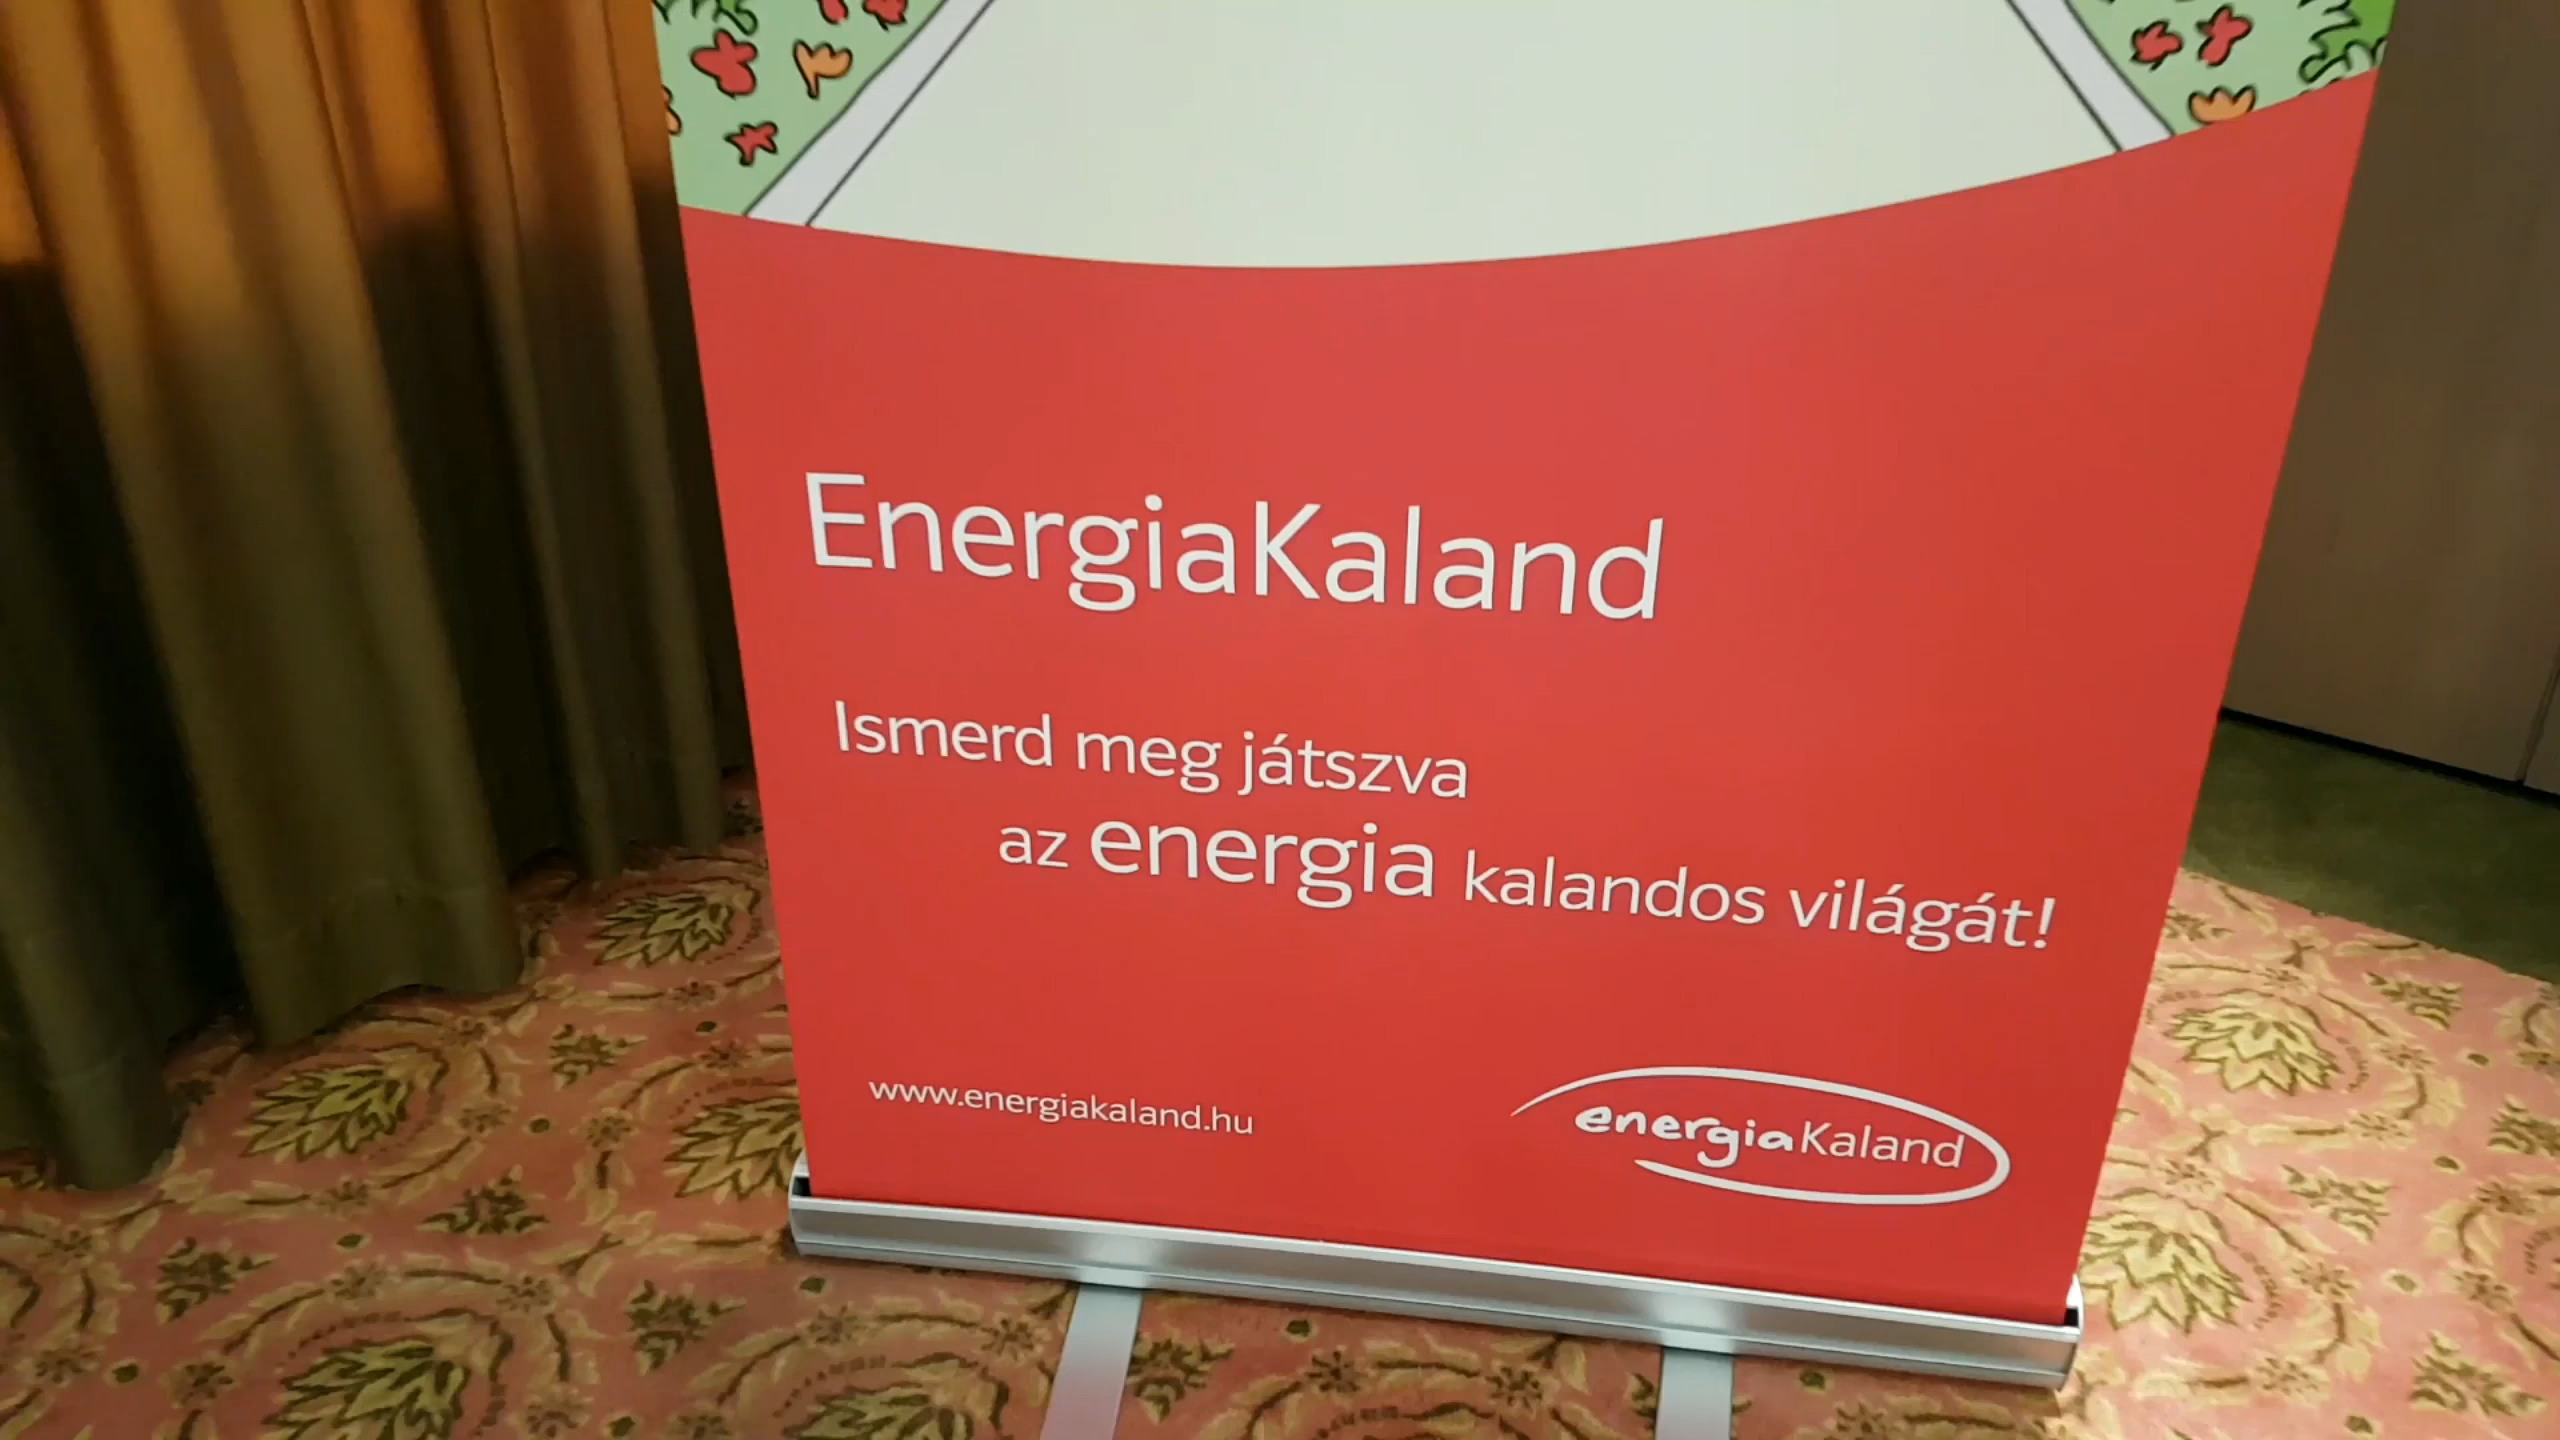 EnergiaKaland
Ismerd meg játszva
az energia kalandos világát!
www.energiakaland.hu
energiaKaland